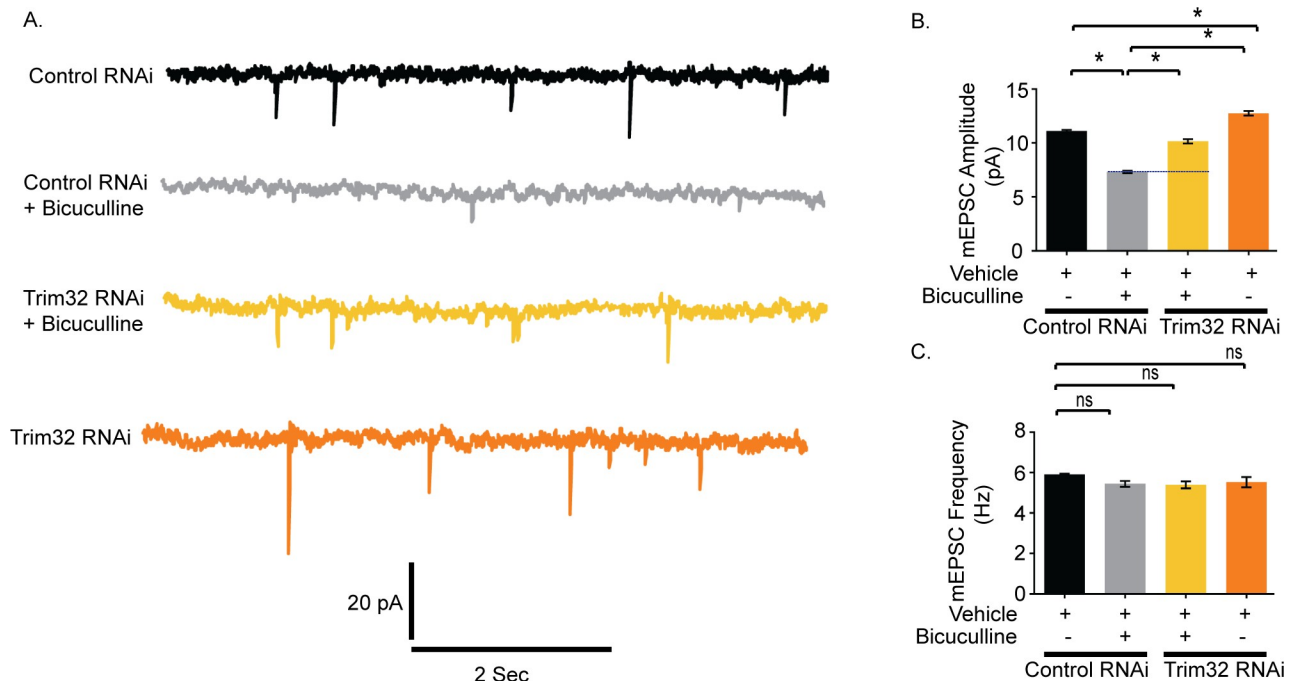 A.
Control RNAi
Control RNAi
+ Bicuculline
Trim32 RNAi
+ Bicuculline
Trim32 RNAi
20 pA
2 Sec
B.
*
*
*
*
mEPSC Amplitude
(pA)
15
10
5
0
Vehicle + + + +
Bicuculline - + + -
Control RNAi Trim32 RNAi
C.
ns
ns
ns
mEPSC Frequency
(Hz)
8
6
4
2
0
Vehicle + + + +
Bicuculline - + + -
Control RNAi Trim32 RNAi